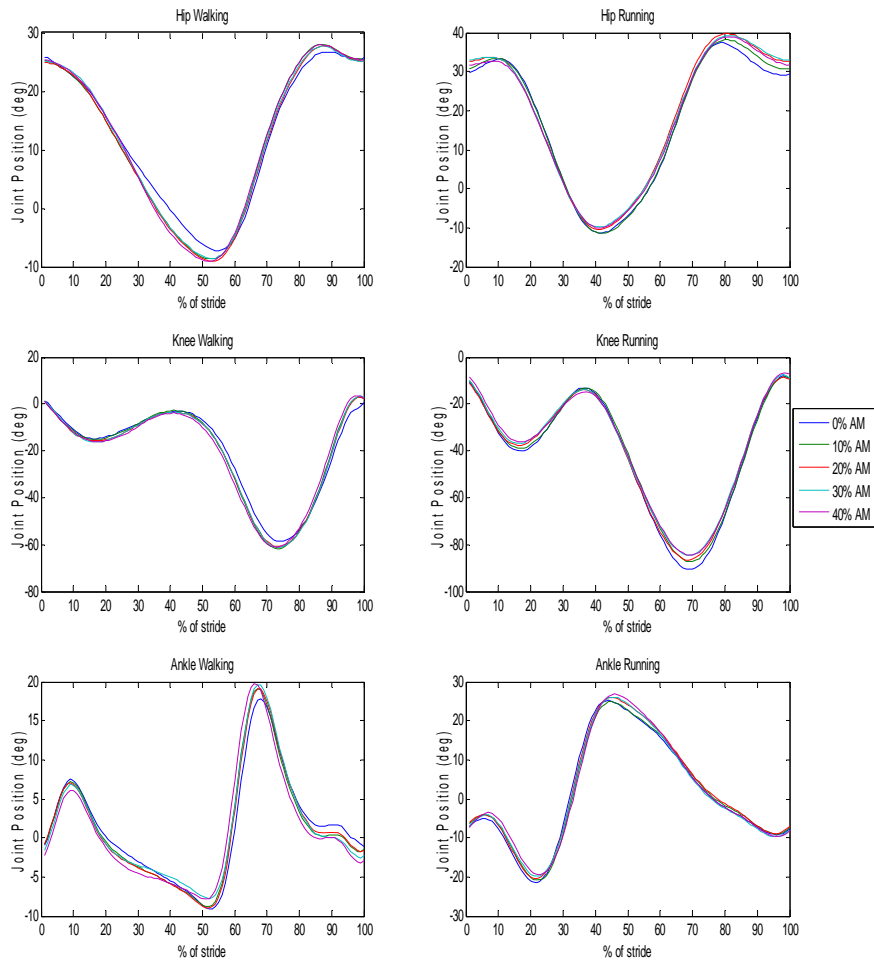 Hip Walking
Joint Position (deg)
30
20
10
0
-10
0 10 20 30 40 50 60 70 80 90 100
% of stride
Hip Running
Joint Position (deg)
40
30
20
10
0
-10
-20
0 10 20 30 40 50 60 70 80 90 100
% of stride
Knee Walking
Joint Position (deg)
20
0
-20
-40
-60
-80
0 10 20 30 40 50 60 70 80 90 100
% of stride
Knee Running
Joint Position (deg)
0
-20
-40
-60
-80
-100
0 10 20 30 40 50 60 70 80 90 100
% of stride
0% AM
10% AM
20% AM
30% AM
40% AM
Ankle Walking
Joint Position (deg)
20
15
10
5
0
-5
-10
0 10 20 30 40 50 60 70 80 90 100
% of stride
Ankle Running
Joint Position (deg)
30
20
10
0
-10
-20
-30
0 10 20 30 40 50 60 70 80 90 100
% of stride